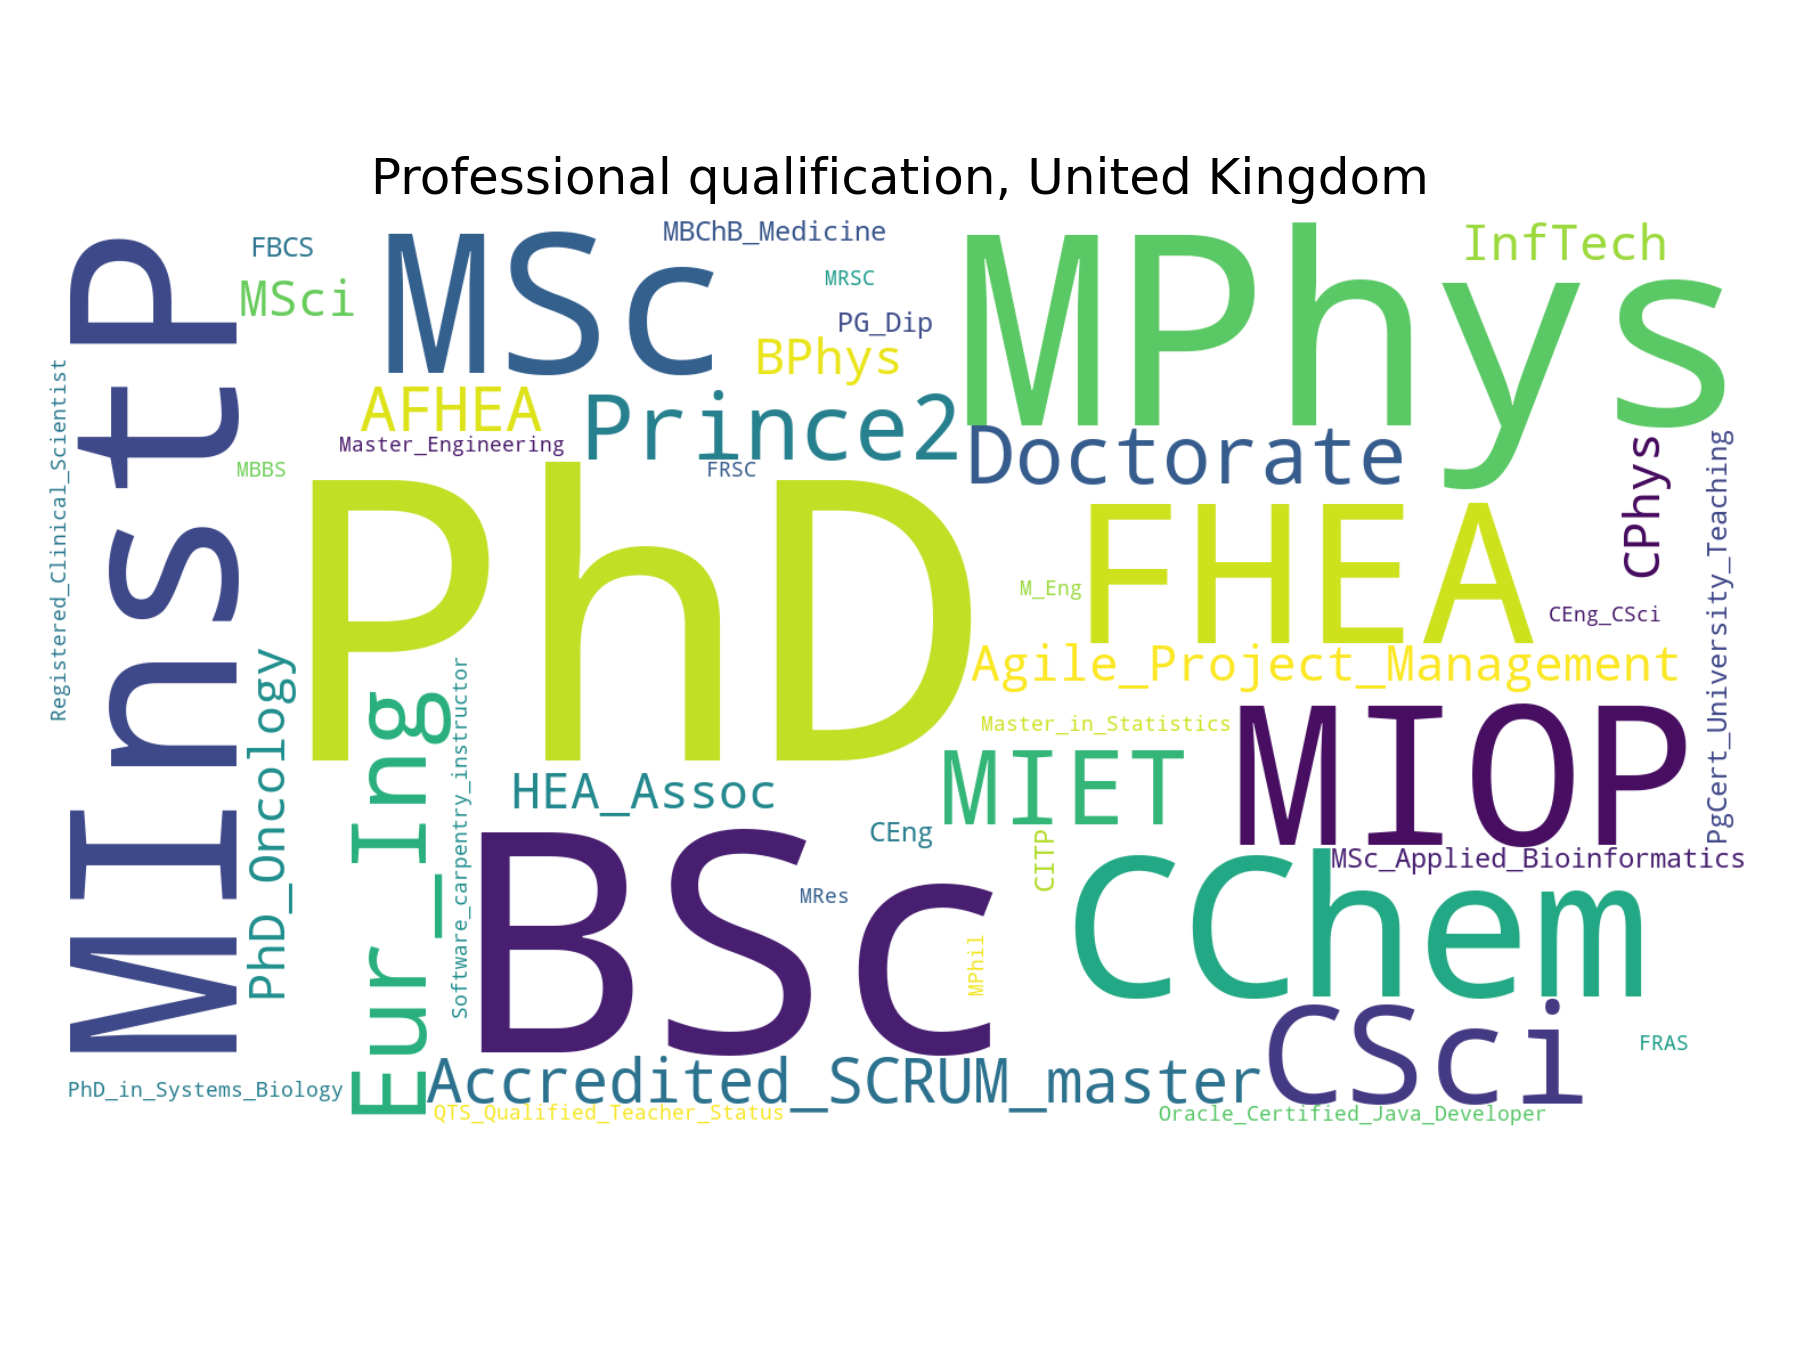 Professional qualification, United Kingdom
MInstP
FBCS
MSci
MSc
MBChB_Medicine
MRSC
PG_Dip
BPhys
MPhys
InfTech
AFHEA
Prince2
Master_Engineering
Doctorate
Registered_Clinical_Scientist
MBBS
FRSC
PhD
FHEA
CPhys
PgCert_University_Teaching
M_Eng
CEng_CSci
Agile_Project_Management
PhD_Oncology
Eur_Ing
Software_carpentry_instructor
Master_in_Statistics
MIOP
MIET
HEA_Assoc
CEng
CITP
BSc
MRes
MPhil
MSc_Applied_Bioinformatics
CChem
CSci
FRAS
PhD_in_Systems_Biology
Accredited_SCRUM_master
QTS_Qualified_Teacher_Status
Oracle_Certified_Java_Developer